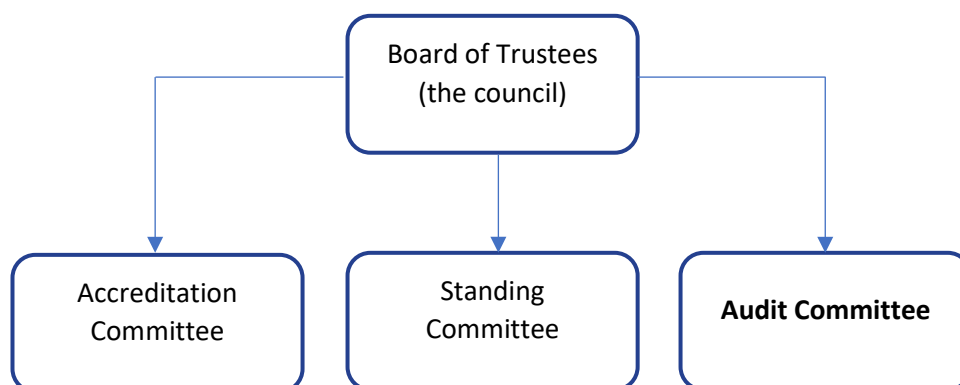 Board of Trustees
(the council)
Accreditation
Committee
Standing
Committee
Audit Committee